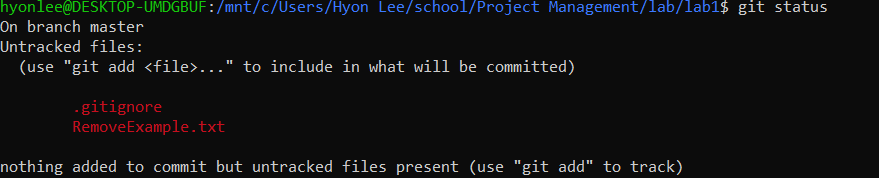 hyonlee@DESKTOP-UMDGBUF:/mnt/c/Users/Hyon Lee/school/Project Management/lab/lab1$ git status
On branch master
Untracked files:
  (use "git add <file>..." to include in what will be committed)

        .gitignore
        RemoveExample.txt

nothing added to commit but untracked files present (use "git add" to track)